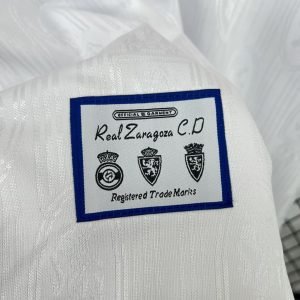 OFFICIAL GARMENT
Real Zaragoza C.D
Registered Trade Marks